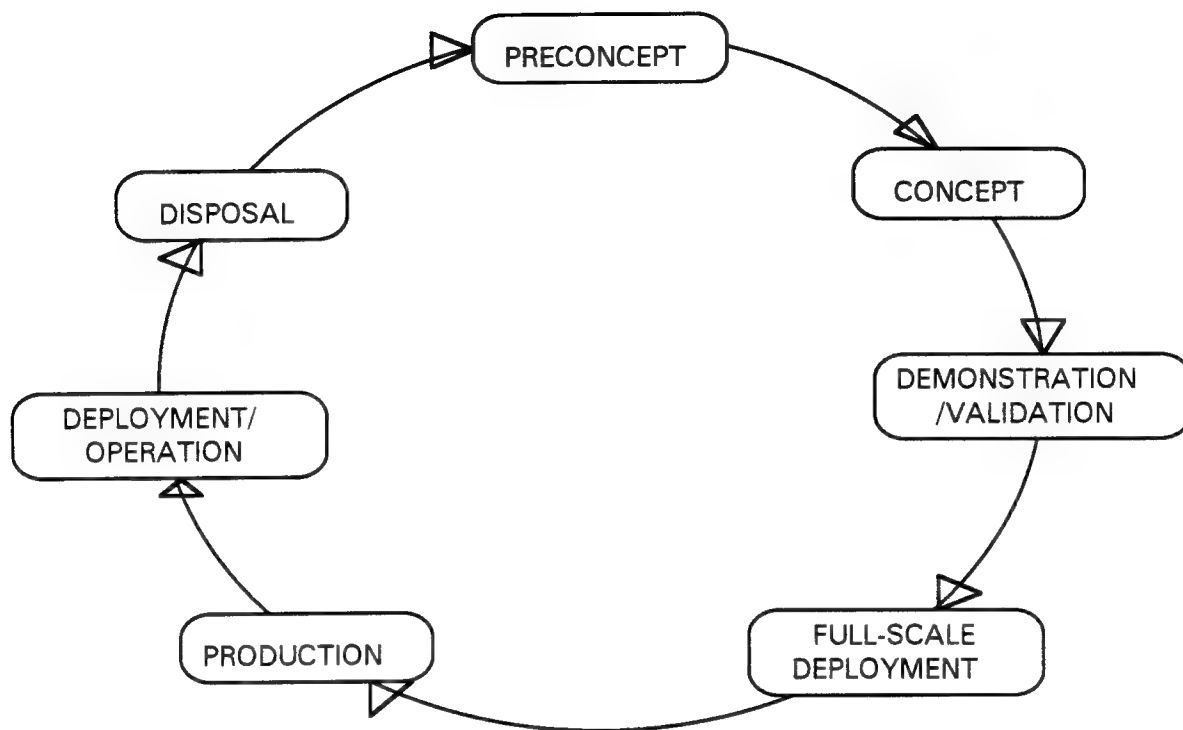 PRECONCEPT
CONCEPT
DEMONSTRATION
/VALIDATION
FULL-SCALE
DEPLOYMENT
PRODUCTION
DEPLOYMENT/
OPERATION
DISPOSAL